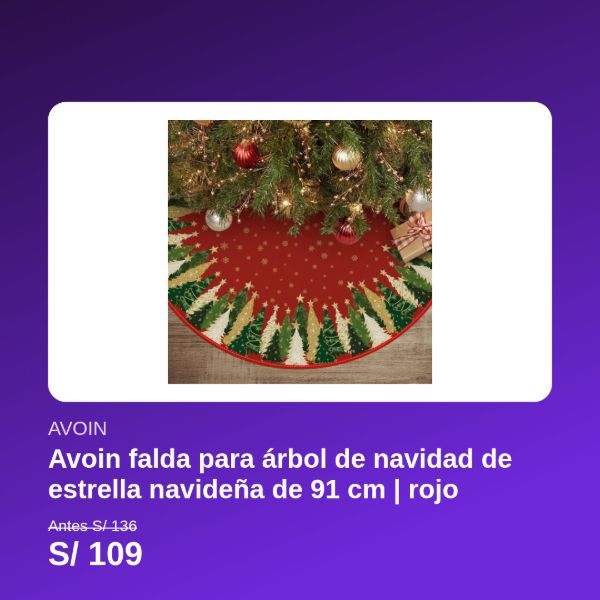 AVOIN
Avoin falda para árbol de navidad de
estrella navideña de 91 cm | rojo
Antes S/ 136
S/ 109